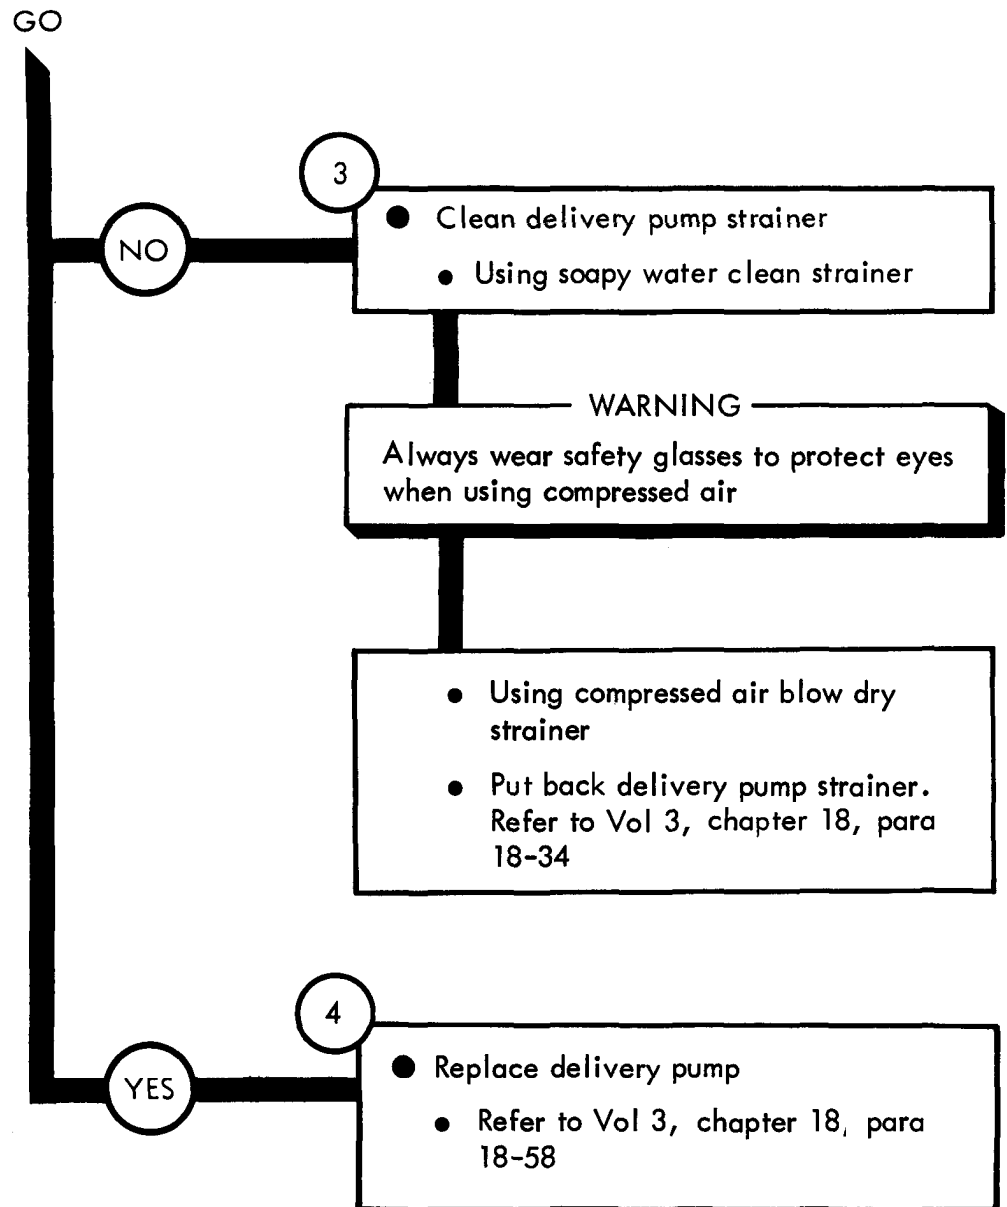 GO
3
● Clean delivery pump strainer
NO
● Using soapy water clean strainer
WARNING
Always wear safety glasses to protect eyes
when using compressed air
● Using compressed air blow dry
strainer
● Put back delivery pump strainer.
Refer to Vol 3, chapter 18, para
18-34
4
● Replace delivery pump
YES
● Refer to Vol 3, chapter 18, para
18-58